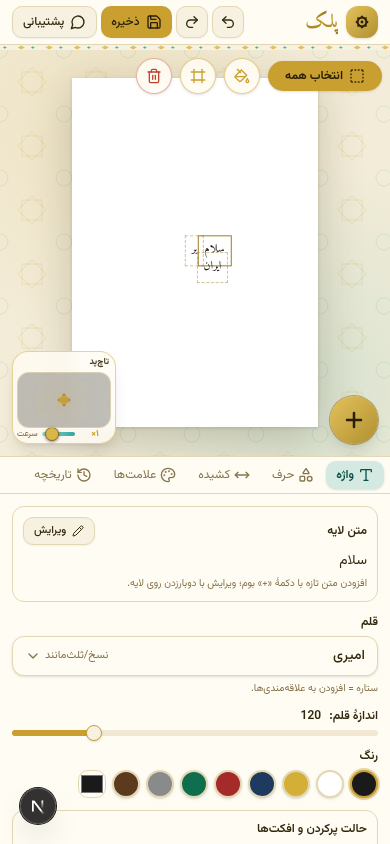 پلک
ذخیره
پشتیبانی
انتخاب همه
سلام
بر
ایران
تاچ‌پد
سرعت
×۱
واژه
حرف
کشیده
علامت‌ها
تاریخچه
متن لایه
ویرایش
سلام
افزودن متن تازه با دکمهٔ «+» بوم؛ ویرایش با دوبارزدن روی لایه.
قلم
امیری
نسخ/ثلث‌مانند
ستاره = افزودن به علاقه‌مندی‌ها.
اندازهٔ قلم: 120
رنگ
N
حالت پرکردن و افکت‌ها